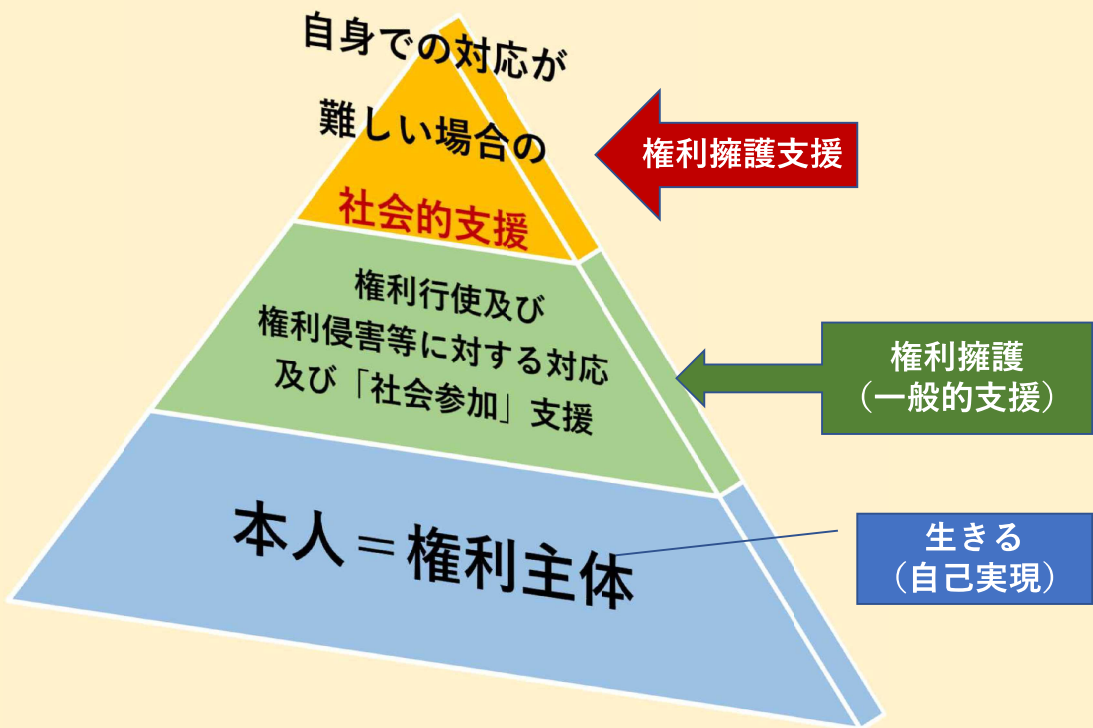 自身での対応が
難しい場合の
社会的支援
権利擁護支援
権利行使及び
権利侵害等に対する対応
及び「社会参加」支援
権利擁護
（一般的支援）
本人＝権利主体
生きる
（自己実現）